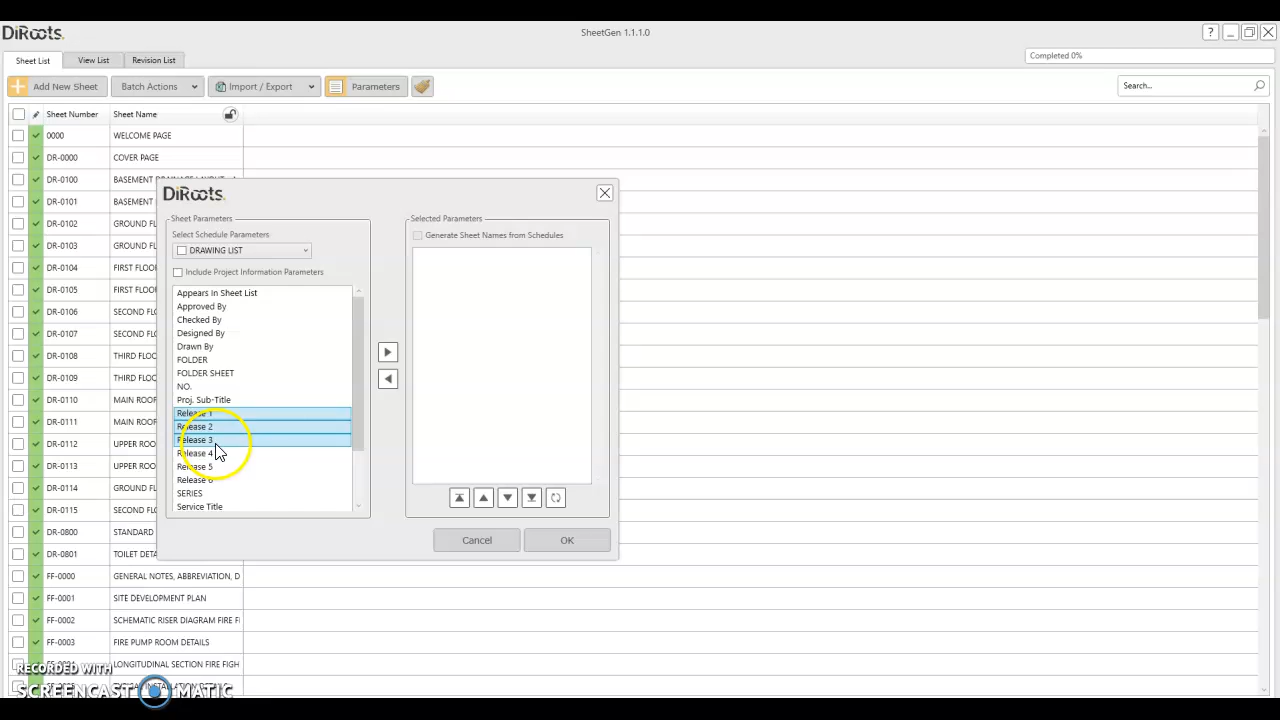 DiRoots.
SheetGen 1.1.1.0
?
Sheet List View List Revision List
Completed 0%
Add New Sheet Batch Actions Import / Export Parameters
Search...
Sheet Number Sheet Name
0000 WELCOME PAGE
DR-0000 COVER PAGE
DR-0100
DR-0101 BASEMENT
DR-0102 GROUND FL
DR-0103 GROUND FL
DR-0104 FIRST FLOOR
DR-0105 FIRST FLOOR
DR-0106 SECOND FLO
DR-0107 SECOND FLO
DR-0108 THIRD FLOO
DR-0109 THIRD FLOO
DR-0110 MAIN ROOF
DR-0111 MAIN ROOF
DR-0112 UPPER ROO
DR-0113 UPPER ROO
DR-0114 GROUND FL
DR-0115 SECOND FLO
DR-0800 STANDARD
DR-0801 TOILET DETA
FF-0000 GENERAL NOTES, ABBREVIATION, D
FF-0001 SITE DEVELOPMENT PLAN
FF-0002 SCHEMATIC RISER DIAGRAM FIRE F
FF-0003 FIRE PUMP ROOM DETAILS
LONGITUDINAL SECTION FIRE FIGH
DiRoots.
Sheet Parameters
Select Schedule Parameters
DRAWING LIST
Include Project Information Parameters
Appears In Sheet List
Approved By
Checked By
Designed By
Drawn By
FOLDER
FOLDER SHEET
NO.
Proj. Sub-Title
Release 1
Release 2
Release 3
Release 4
Release 5
Release 6
SERIES
Service Title
Selected Parameters
Generate Sheet Names from Schedules
Cancel OK
RECORDED WITH
SCREENCAST MATIC